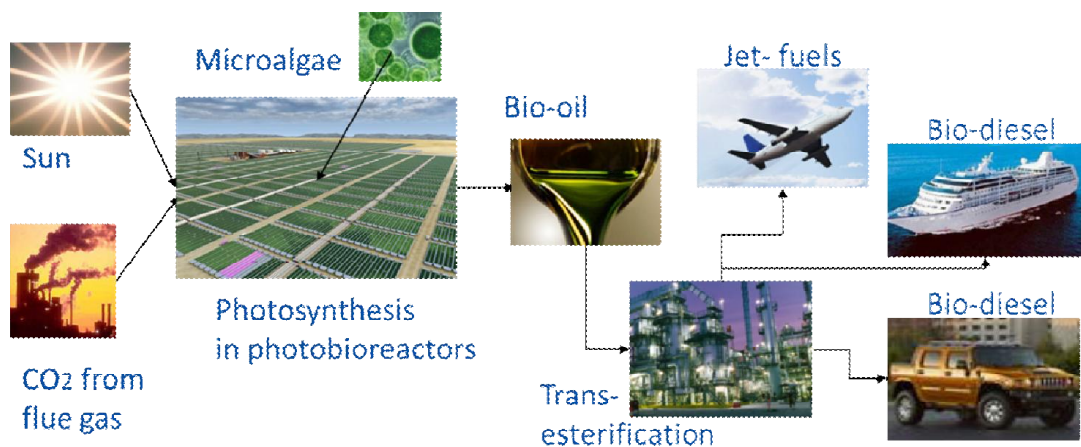 Sun
CO2 from
flue gas
Microalgae
Photosynthesis
in photobioreactors
Bio-oil
Trans-
esterification
Jet- fuels
Bio-diesel
Bio-diesel